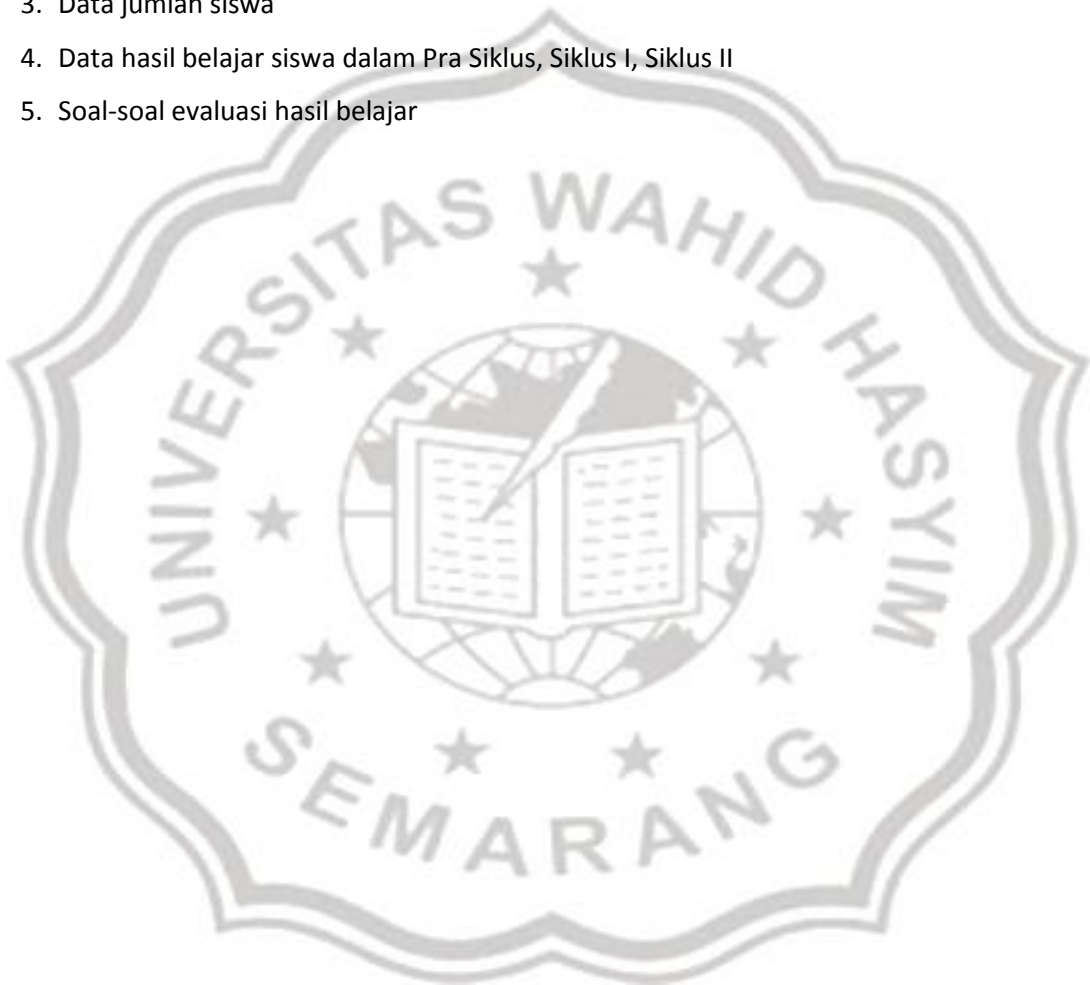 3. Data jumlah siswa
4. Data hasil belajar siswa dalam Pra Siklus, Siklus I, Siklus II
5. Soal-soal evaluasi hasil belajar
UNIVERSITAS WAHID HASYIM
SEMARANG